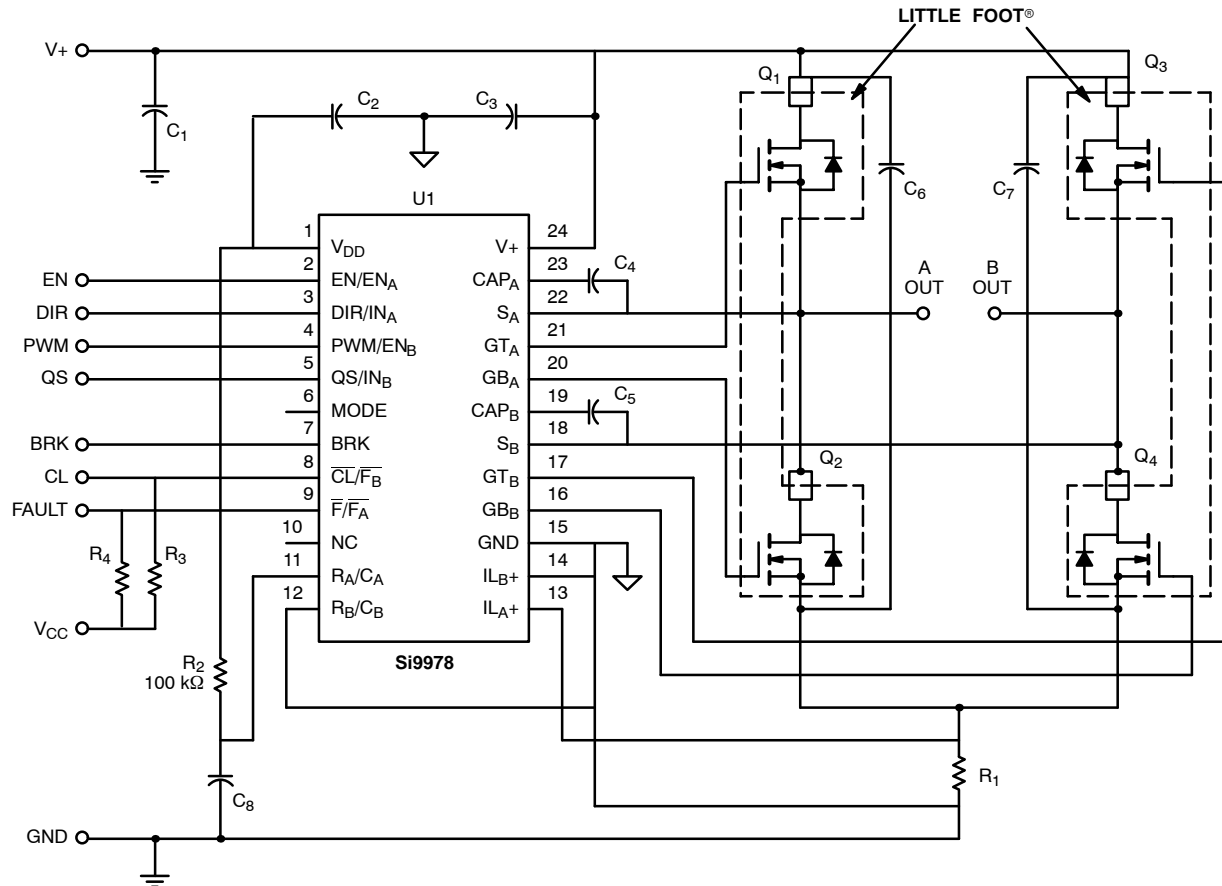 LITTLE FOOT®
V+
Q1
Q3
C2
C3
C1
C6
C7
U1
1 VDD
V+ 24
EN
2 EN/ENA
CAPA 23
C4
DIR
3 DIR/INA
SA 22
A OUT
B OUT
PWM
4 PWM/ENB
GTA 21
QS
5 QS/INB
GBA 20
6 MODE
CAPB 19
C5
BRK
7 BRK
SB 18
CL
8 CL/FB
GTB 17
Q2
Q4
FAULT
9 F/FA
GBB 16
10 NC
GND 15
R4
R3
11 RA/CA
ILB+ 14
12 RB/CB
ILA+ 13
VCC
Si9978
R2
100 kΩ
R1
C8
GND